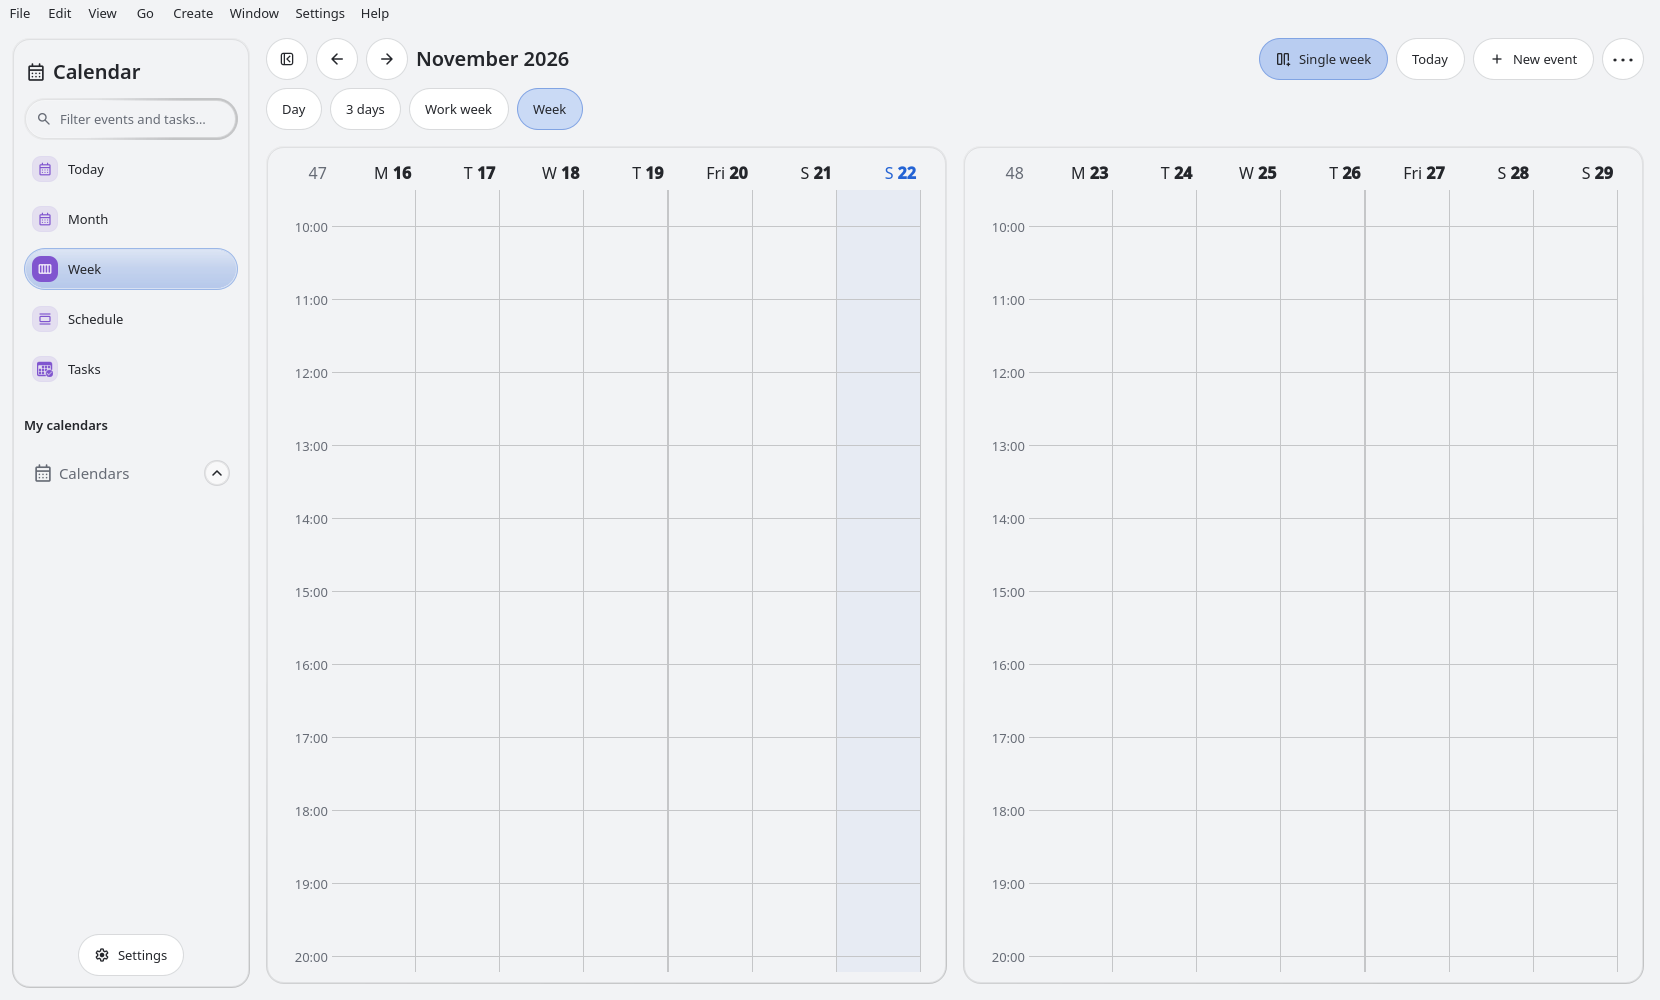 File Edit View Go Create Window Settings Help
Calendar
Filter events and tasks...
Today
Month
Week
Schedule
Tasks
My calendars
Calendars
Settings
November 2026
Single week
Today
New event
Day
3 days
Work week
Week
47 M 16 T 17 W 18 T 19 Fri 20 S 21 S 22
10:00
11:00
12:00
13:00
14:00
15:00
16:00
17:00
18:00
19:00
20:00
48 M 23 T 24 W 25 T 26 Fri 27 S 28 S 29
10:00
11:00
12:00
13:00
14:00
15:00
16:00
17:00
18:00
19:00
20:00